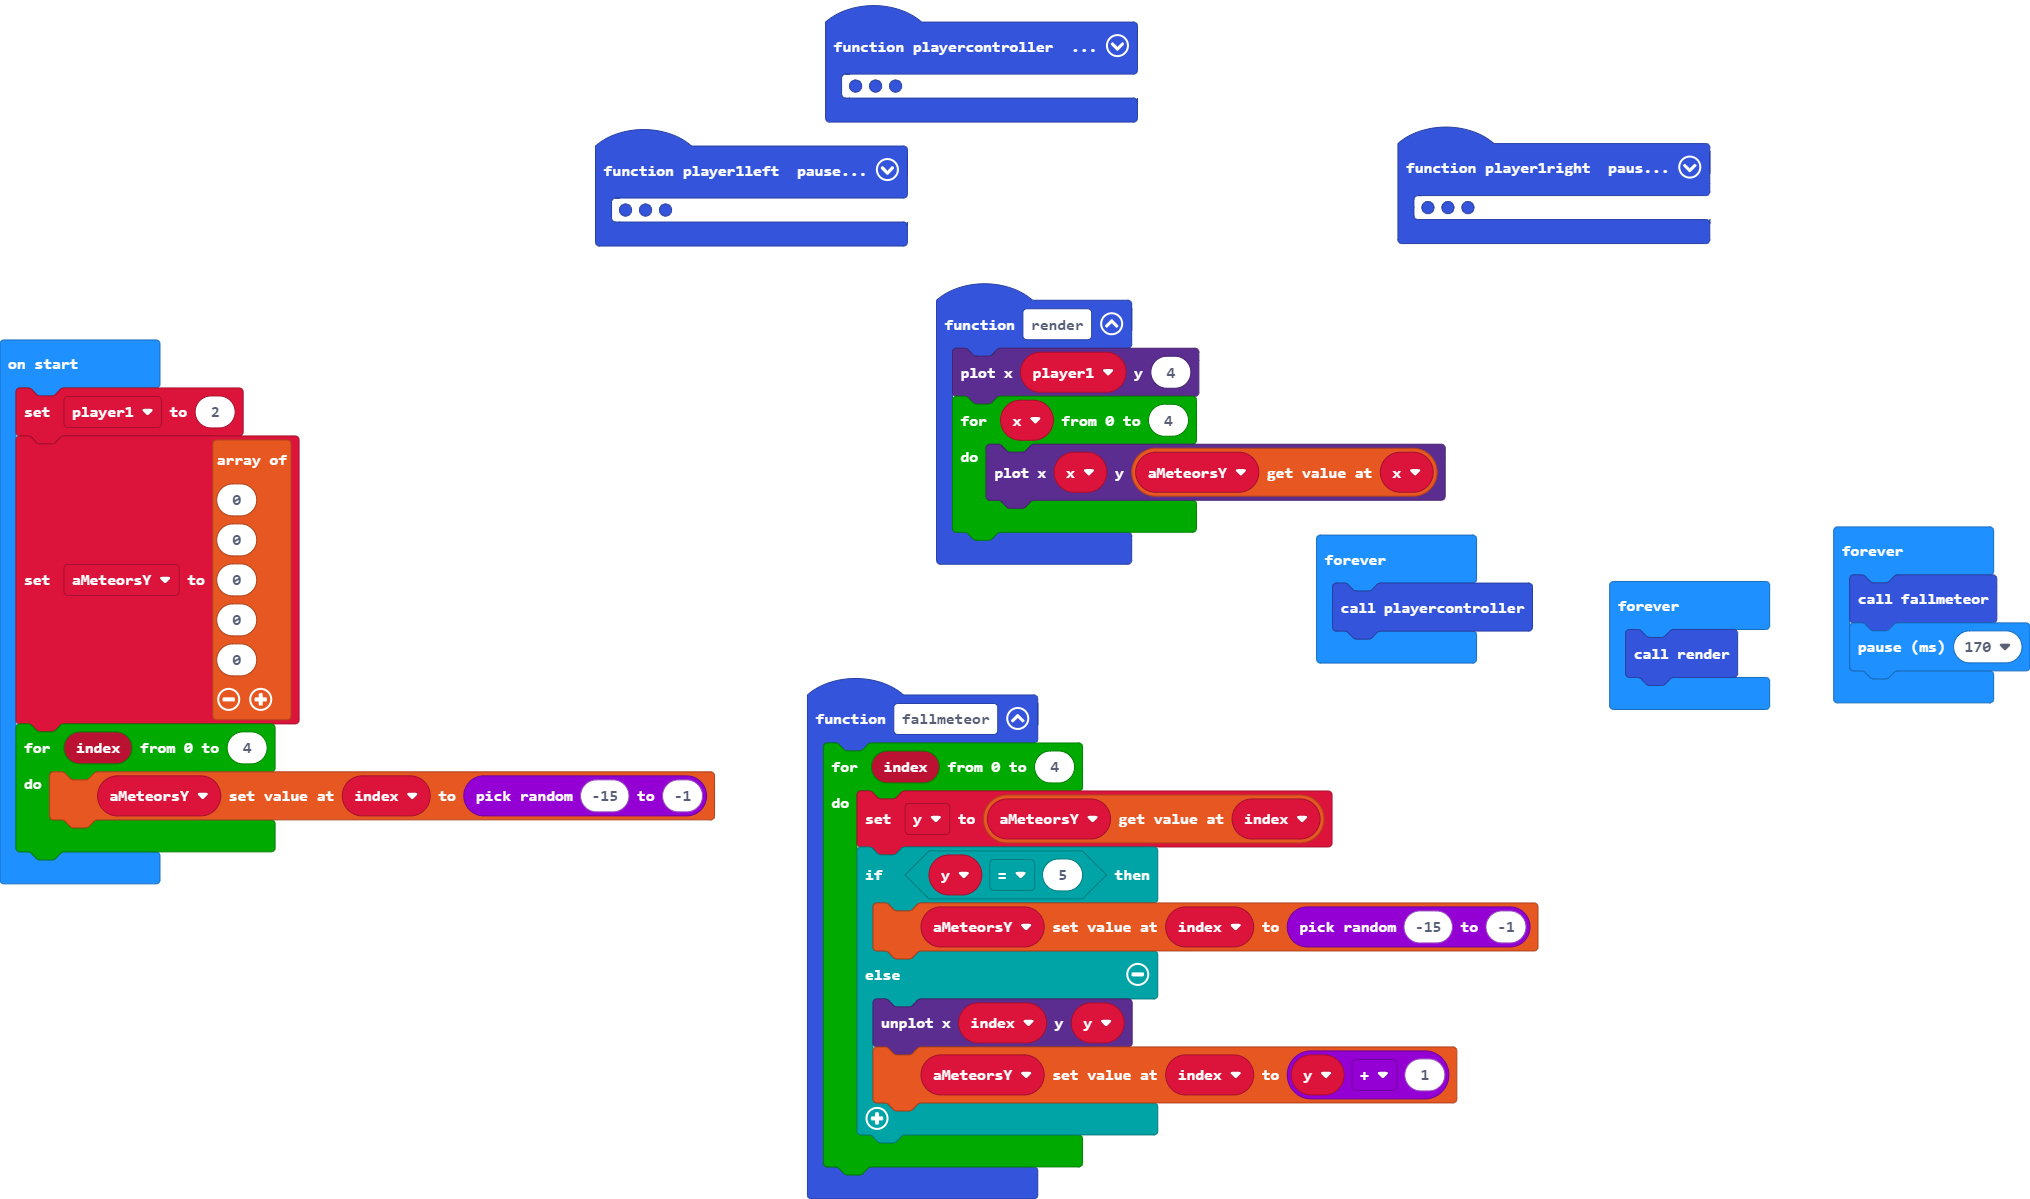 function playercontroller ...
function player1left pause...
function player1right paus...
function render
plot x player1 y 4
for x from 0 to 4
do
plot x x y aMeteorsY get value at x
on start
set player1 to 2
set aMeteorsY to
array of
0
0
0
0
0
for index from 0 to 4
do
aMeteorsY set value at index to pick random -15 to -1
forever
call playercontroller
forever
call render
forever
call fallmeteor
pause (ms) 170
function fallmeteor
for index from 0 to 4
do
set y to aMeteorsY get value at index
if y = 5 then
aMeteorsY set value at index to pick random -15 to -1
else
unplot x index y y
aMeteorsY set value at index to y + 1